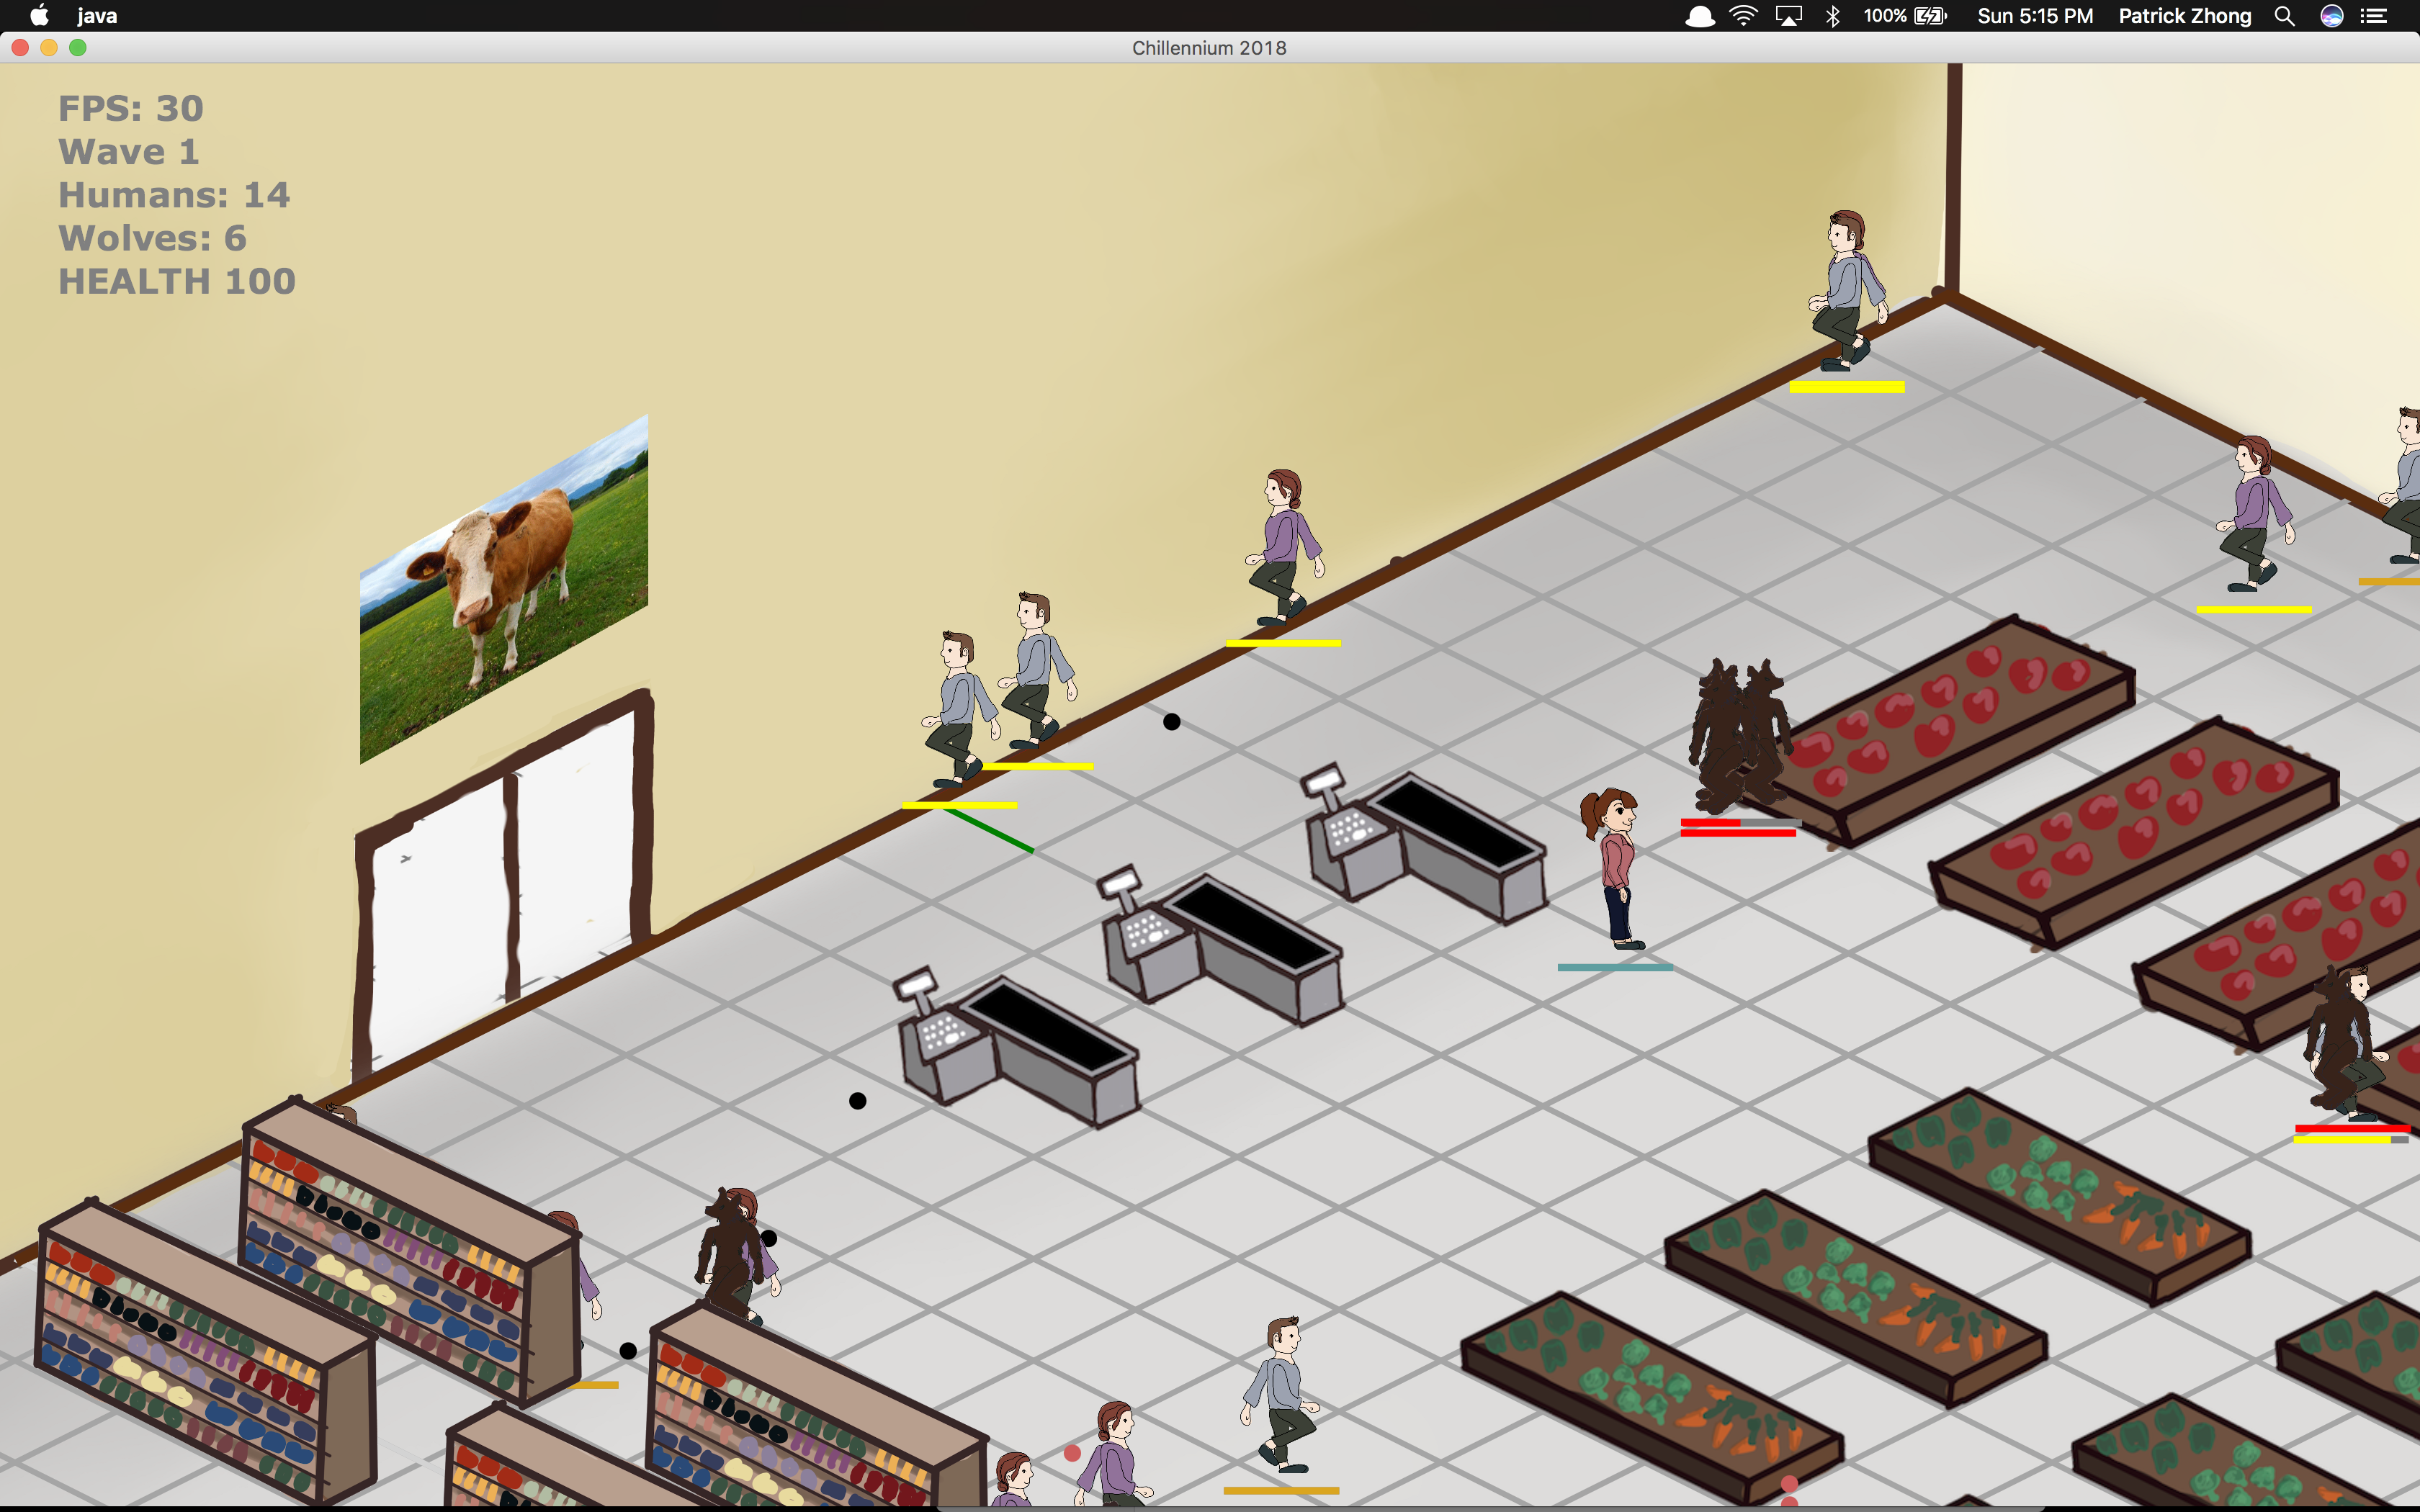 java
100%
Sun 5:15 PM
Patrick Zhong
Chillennium 2018
FPS: 30
Wave 1
Humans: 14
Wolves: 6
HEALTH 100